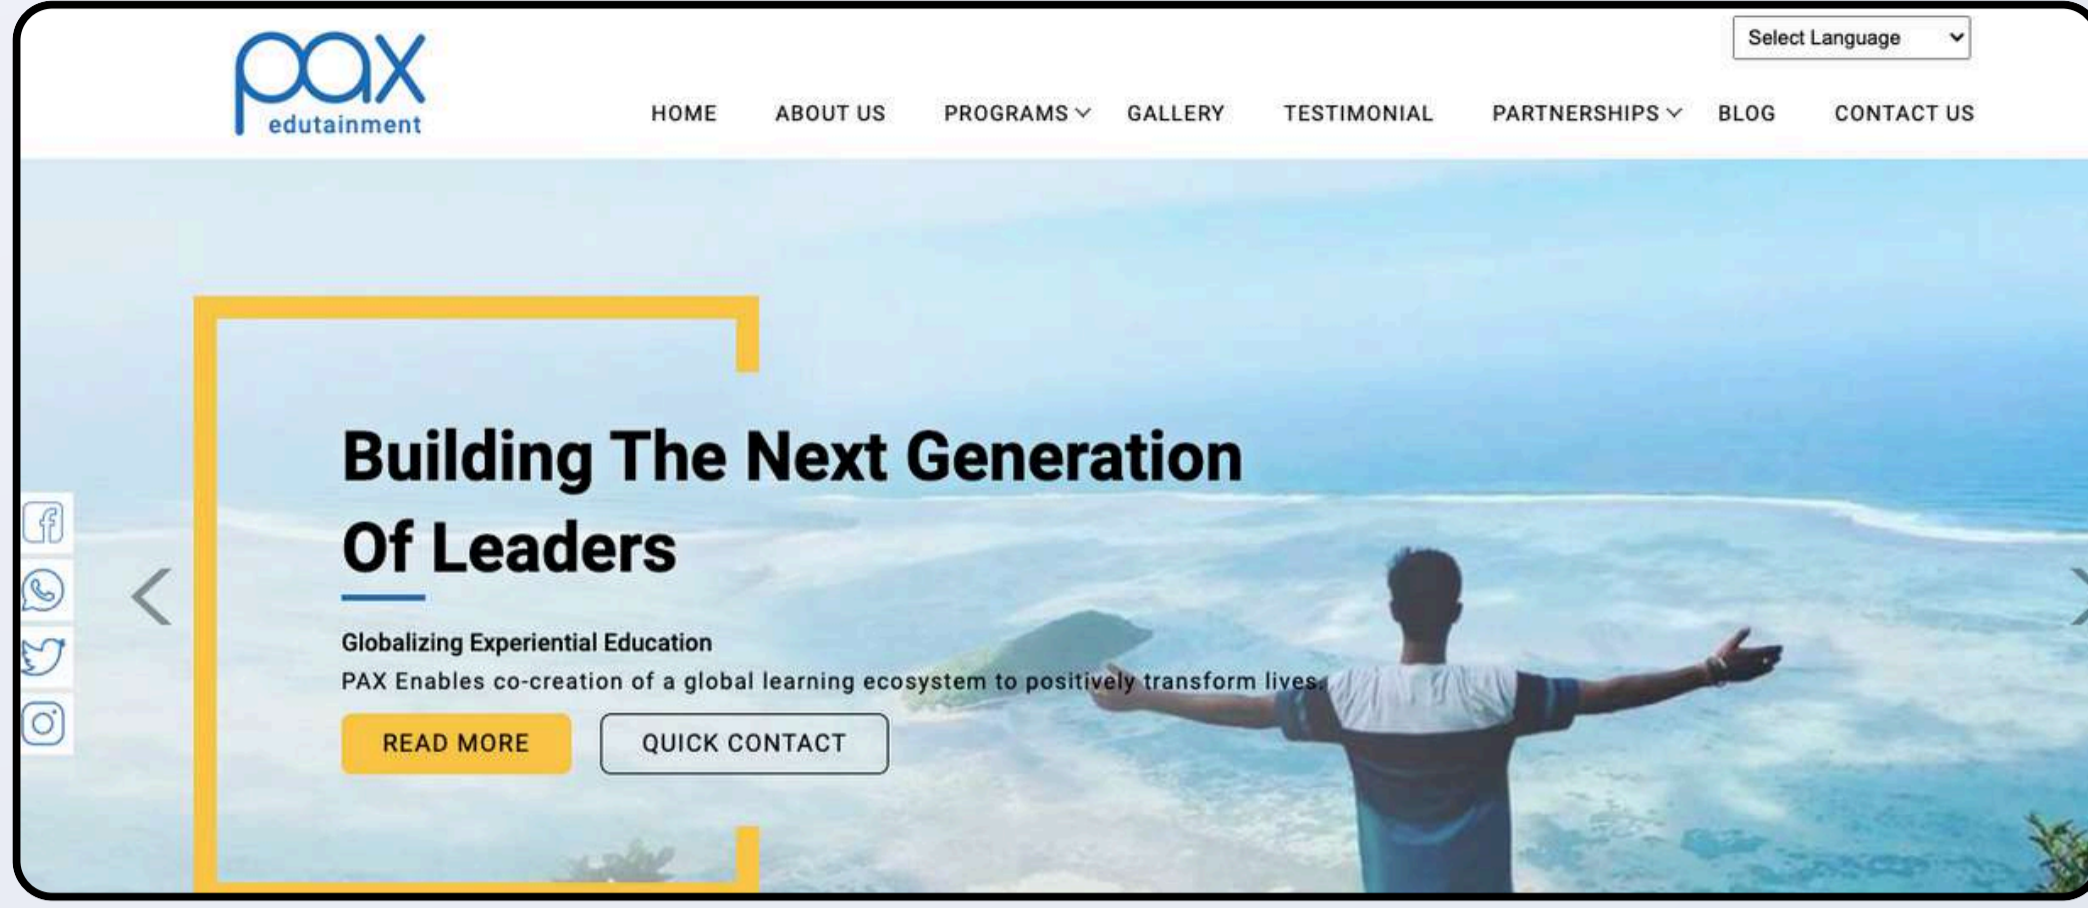 pax
edutainment
Select Language
HOME ABOUT US PROGRAMS GALLERY TESTIMONIAL PARTNERSHIPS BLOG CONTACT US
Building The Next Generation
Of Leaders
Globalizing Experiential Education
PAX Enables co-creation of a global learning ecosystem to positively transform lives.
READ MORE QUICK CONTACT